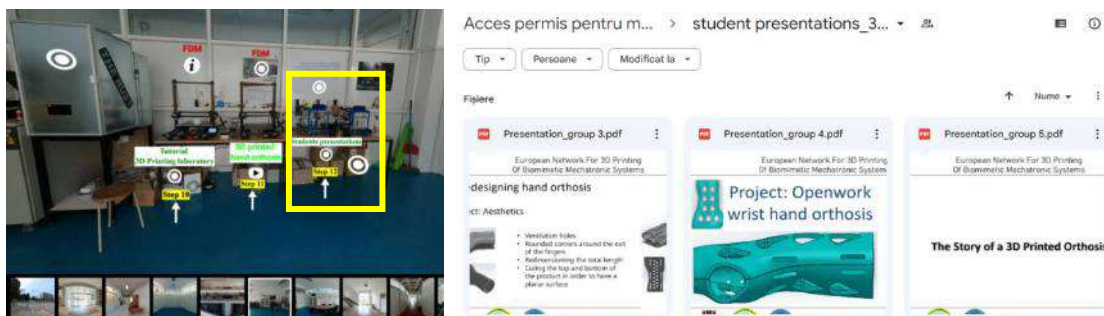 FDM
FDM
Tutorial
3D-Printing laboratory
Step 10
3D printed
hand orthosis
Step 11
Students presentations
Step 12
Acces permis pentru m... > student presentations_3...
Tip
Persoane
Modificat la
Fișiere
Nume
Presentation_group 3.pdf
European Network For 3D Printing
Of Biomimetic Mechatronic Systems
designing hand orthosis
ct: Aesthetics
• Ventilation holes
• Rounded corners around the exit
of the fingers
• Redimensioning the total length
• Cuting the top and bottom of
the product in order to have a
planar surface
Presentation_group 4.pdf
European Network For 3D Printing
Of Biomimetic Mechatronic System
Project: Openwork
wrist hand orthosis
Presentation_group 5.pdf
European Network For 3D Printing
Of Biomimetic Mechatronic Systems
The Story of a 3D Printed Orthosis